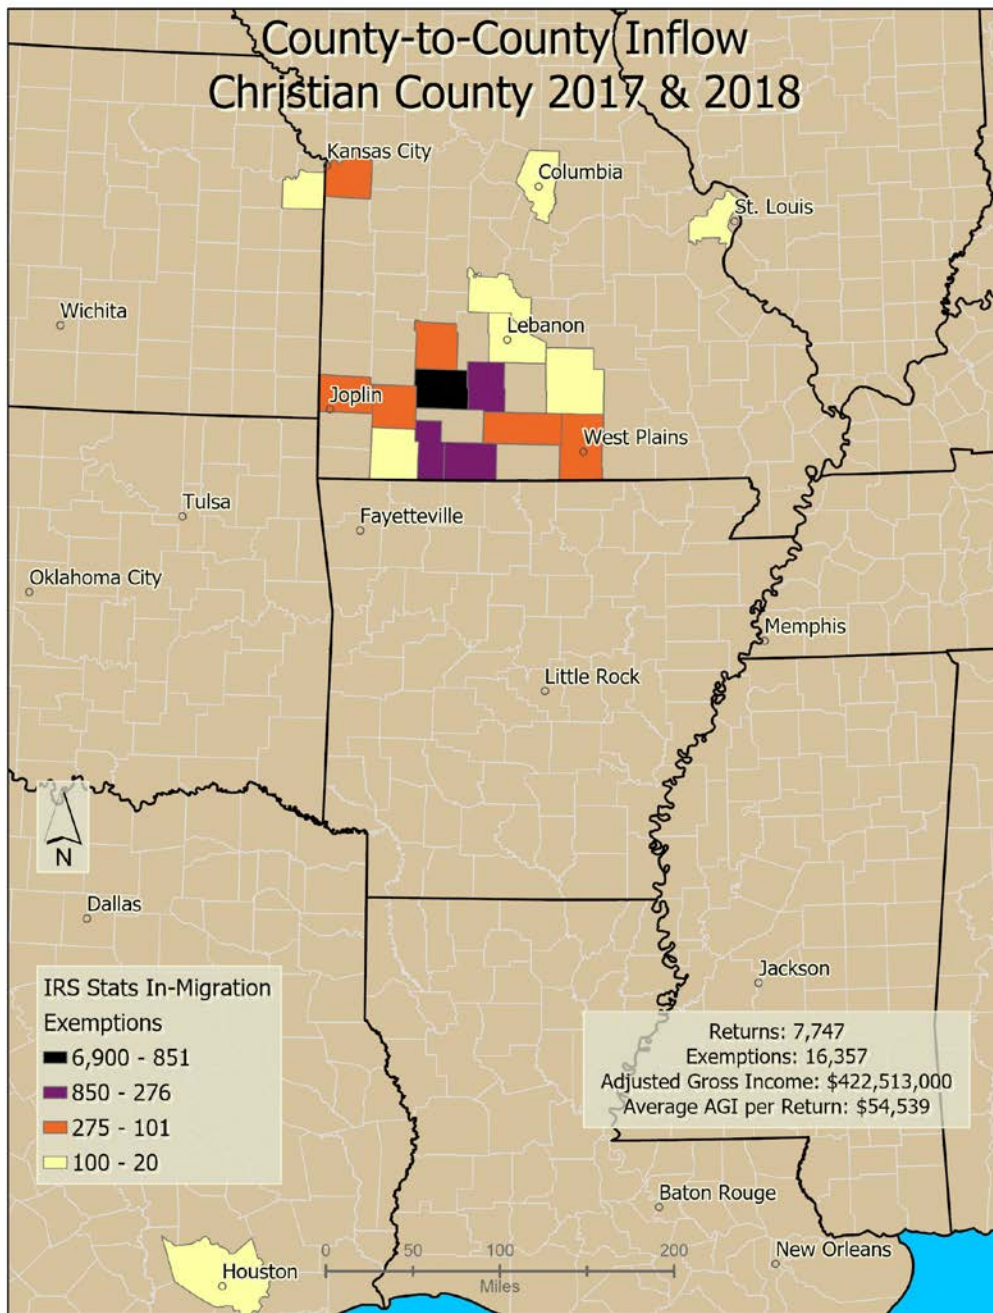 County-to-County Inflow
Christian County 2017 & 2018
Kansas City
Columbia
St. Louis
Wichita
Lebanon
Joplin
West Plains
Tulsa
Fayetteville
Oklahoma City
Memphis
Little Rock
N
Dallas
Jackson
IRS Stats In-Migration
Exemptions
6,900 - 851
850 - 276
275 - 101
100 - 20
Returns: 7,747
Exemptions: 16,357
Adjusted Gross Income: $422,513,000
Average AGI per Return: $54,539
Baton Rouge
New Orleans
Houston
0 50 100 200
Miles